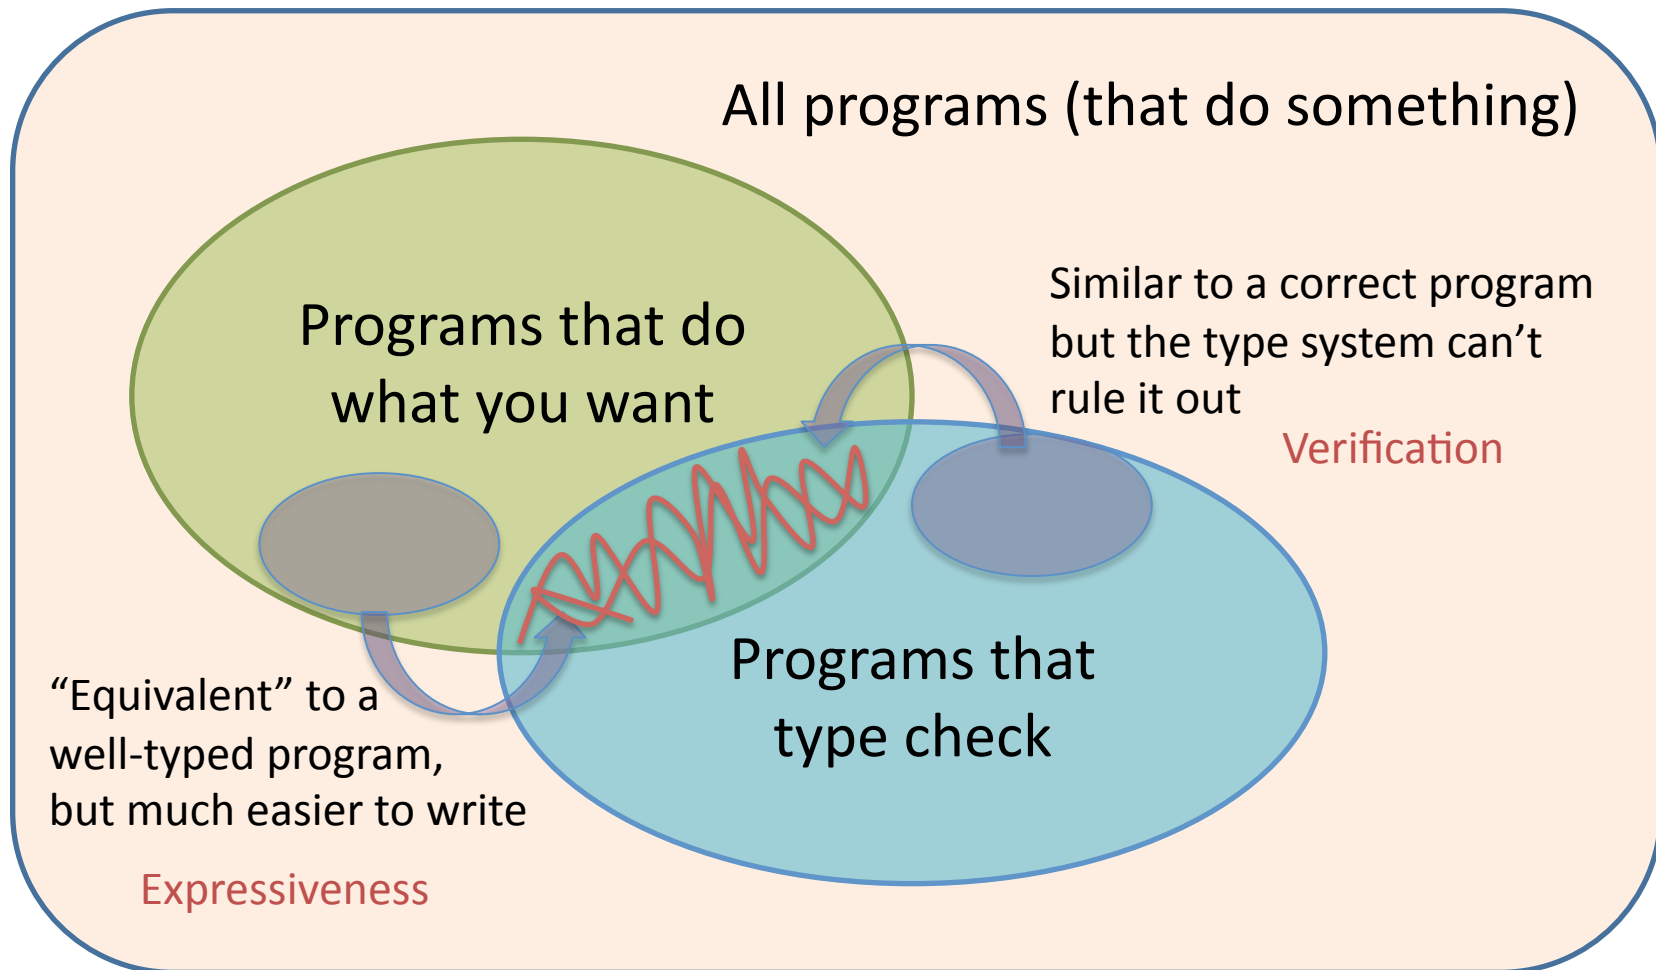 All programs (that do something)
Programs that do
what you want
Similar to a correct program
but the type system can’t
rule it out
Verification
Programs that
type check
“Equivalent” to a
well-typed program,
but much easier to write
Expressiveness